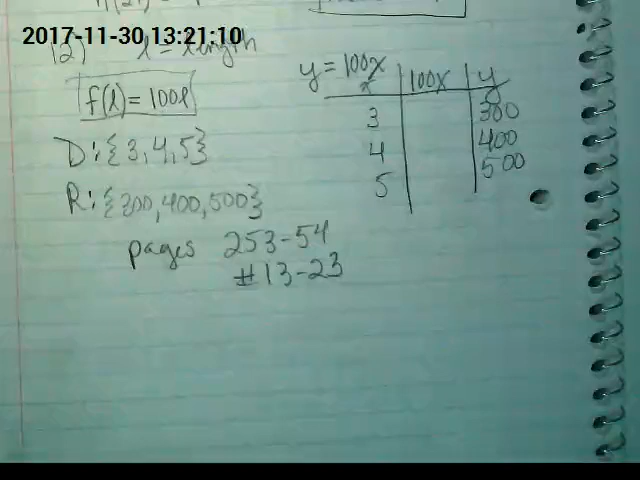 2017-11-30 13:21:10
12) l = length
f(l) = 100l
D: {3,4,5}
R: {300,400,500}
pages 253-54
#13-23
y = 100x
x | 100x | y
3 300
4 400
5 500